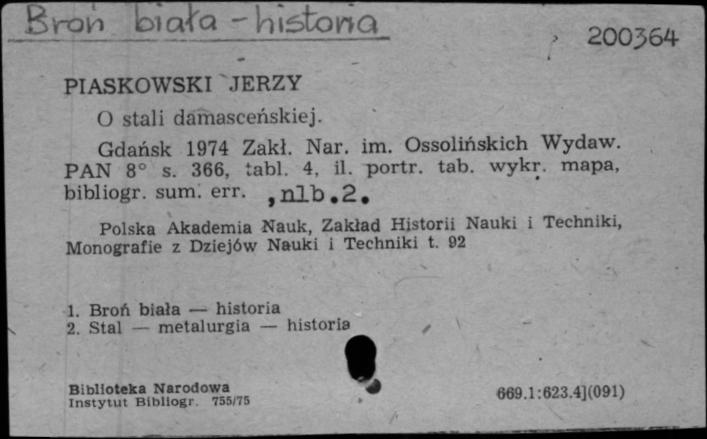 Broń biała - historia
200364
PIASKOWSKI JERZY
O stali damasceńskiej.
Gdańsk 1974 Zakł. Nar. im. Ossolińskich Wydaw.
PAN 8° s. 366, tabl. 4, il. portr. tab. wykr. mapa,
bibliogr. sum. err. , nlb.2.
Polska Akademia Nauk, Zakład Historii Nauki i Techniki,
Monografie z Dziejów Nauki i Techniki t. 92
1. Broń biała — historia
2. Stal — metalurgia — historia
Biblioteka Narodowa
Instytut Bibliogr. 755/75
669.1:623.4](091)